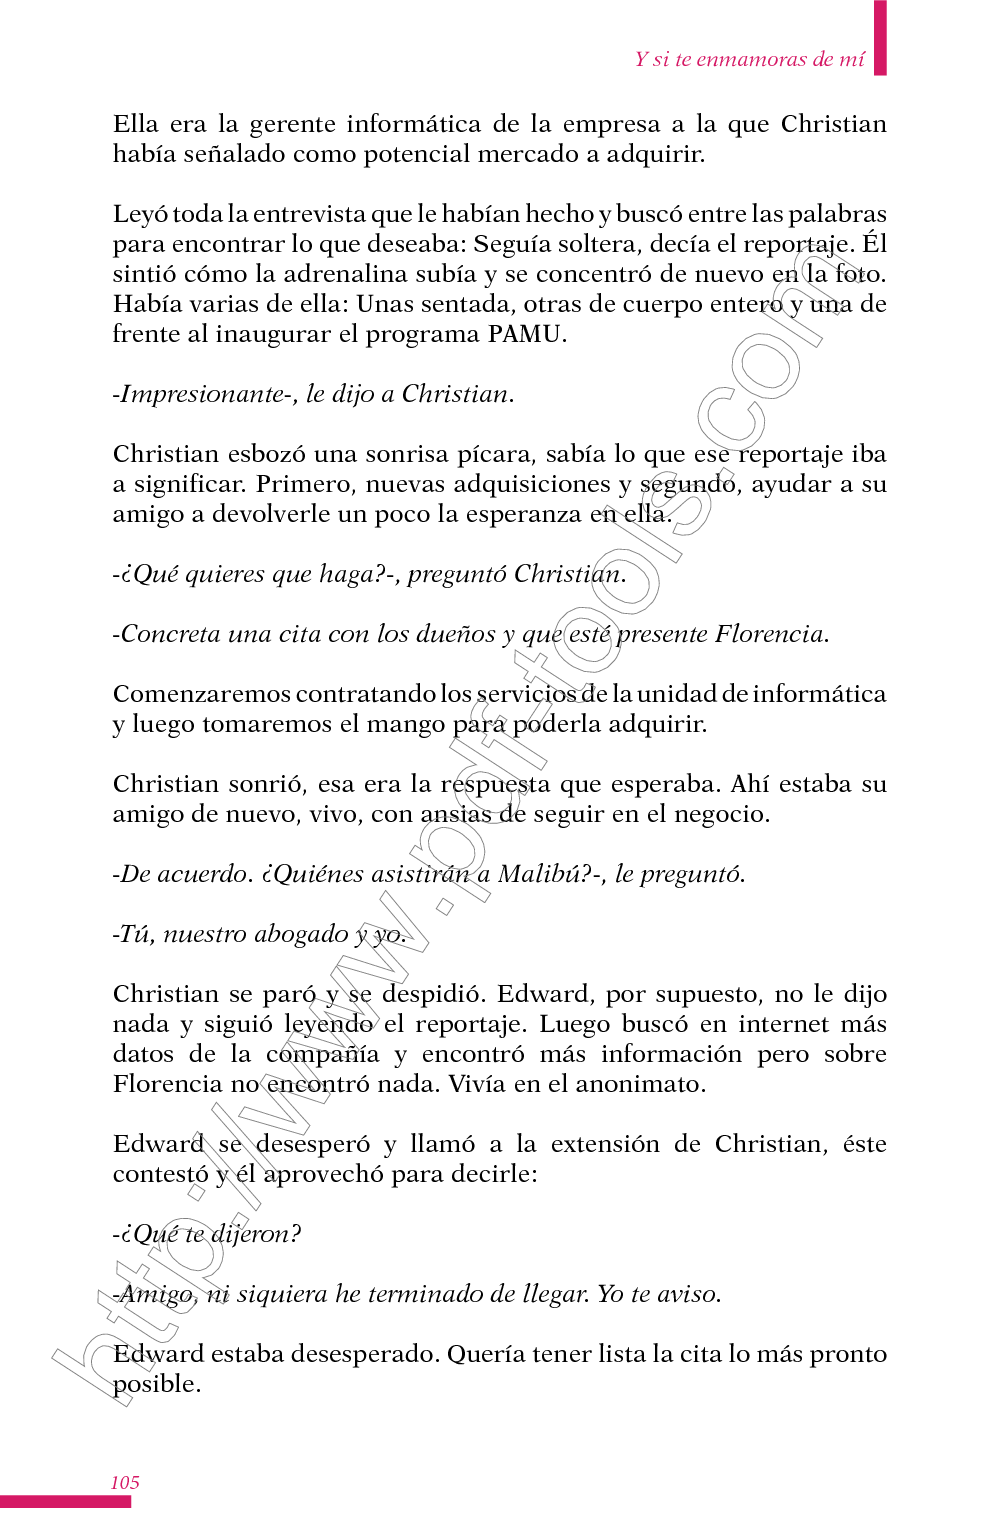 Y si te enmamoras de mí
Ella era la gerente informática de la empresa a la que Christian
había señalado como potencial mercado a adquirir.
Leyó toda la entrevista que le habían hecho y buscó entre las palabras
para encontrar lo que deseaba: Seguía soltera, decía el reportaje. Él
sintió cómo la adrenalina subía y se concentró de nuevo en la foto.
Había varias de ella: Unas sentada, otras de cuerpo entero y una de
frente al inaugurar el programa PAMU.
-Impresionante-, le dijo a Christian.
Christian esbozó una sonrisa pícara, sabía lo que ese reportaje iba
a significar. Primero, nuevas adquisiciones y segundo, ayudar a su
amigo a devolverle un poco la esperanza en ella.
-¿Qué quieres que haga?-, preguntó Christian.
-Concreta una cita con los dueños y que esté presente Florencia.
Comenzaremos contratando los servicios de la unidad de informática
y luego tomaremos el mango para poderla adquirir.
Christian sonrió, esa era la respuesta que esperaba. Ahí estaba su
amigo de nuevo, vivo, con ansias de seguir en el negocio.
-De acuerdo. ¿Quiénes asistirán a Malibú?-, le preguntó.
-Tú, nuestro abogado y yo.
Christian se paró y se despidió. Edward, por supuesto, no le dijo
nada y siguió leyendo el reportaje. Luego buscó en internet más
datos de la compañía y encontró más información pero sobre
Florencia no encontró nada. Vivía en el anonimato.
Edward se desesperó y llamó a la extensión de Christian, éste
contestó y él aprovechó para decirle:
-¿Qué te dijeron?
-Amigo, ni siquiera he terminado de llegar. Yo te aviso.
Edward estaba desesperado. Quería tener lista la cita lo más pronto
posible.
105
http://www.pdf-tools.com